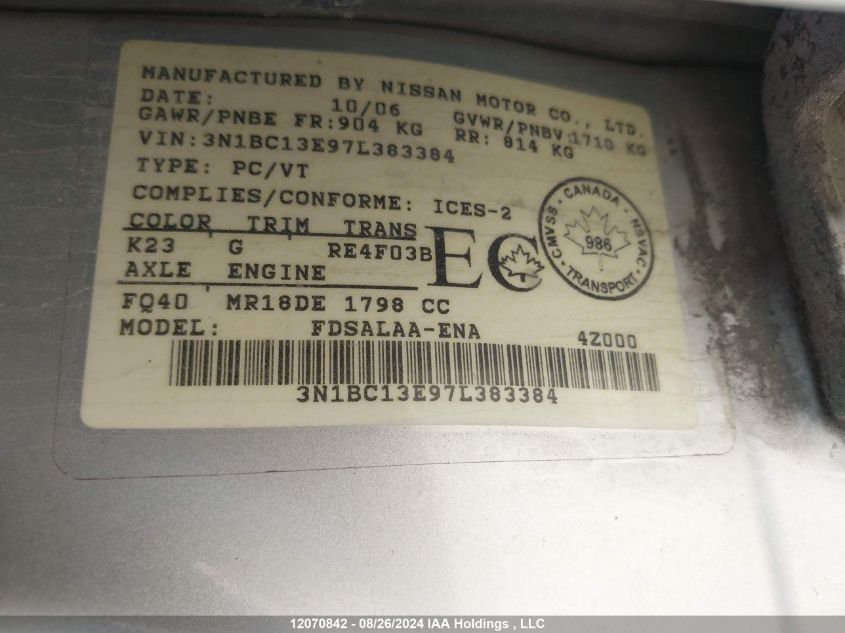 MANUFACTURED BY NISSAN MOTOR CO., LTD.
DATE: 10/06 GVWR/PNBV:1710 KG
GAWR/PNBE FR:904 KG RR: 814 KG
VIN:3N1BC13E97L383384
TYPE: PC/VT
COMPLIES/CONFORME: ICES-2
COLOR TRIM TRANS
K23 G RE4F03B
EC
AXLE ENGINE
FQ40 MR18DE 1798 CC
MODEL: FDSALAA-ENA 4Z000
3N1BC13E97L383384
CANADA · NSVAC · TRANSPORT · CMVSS
986
12070842 - 08/26/2024 IAA Holdings , LLC